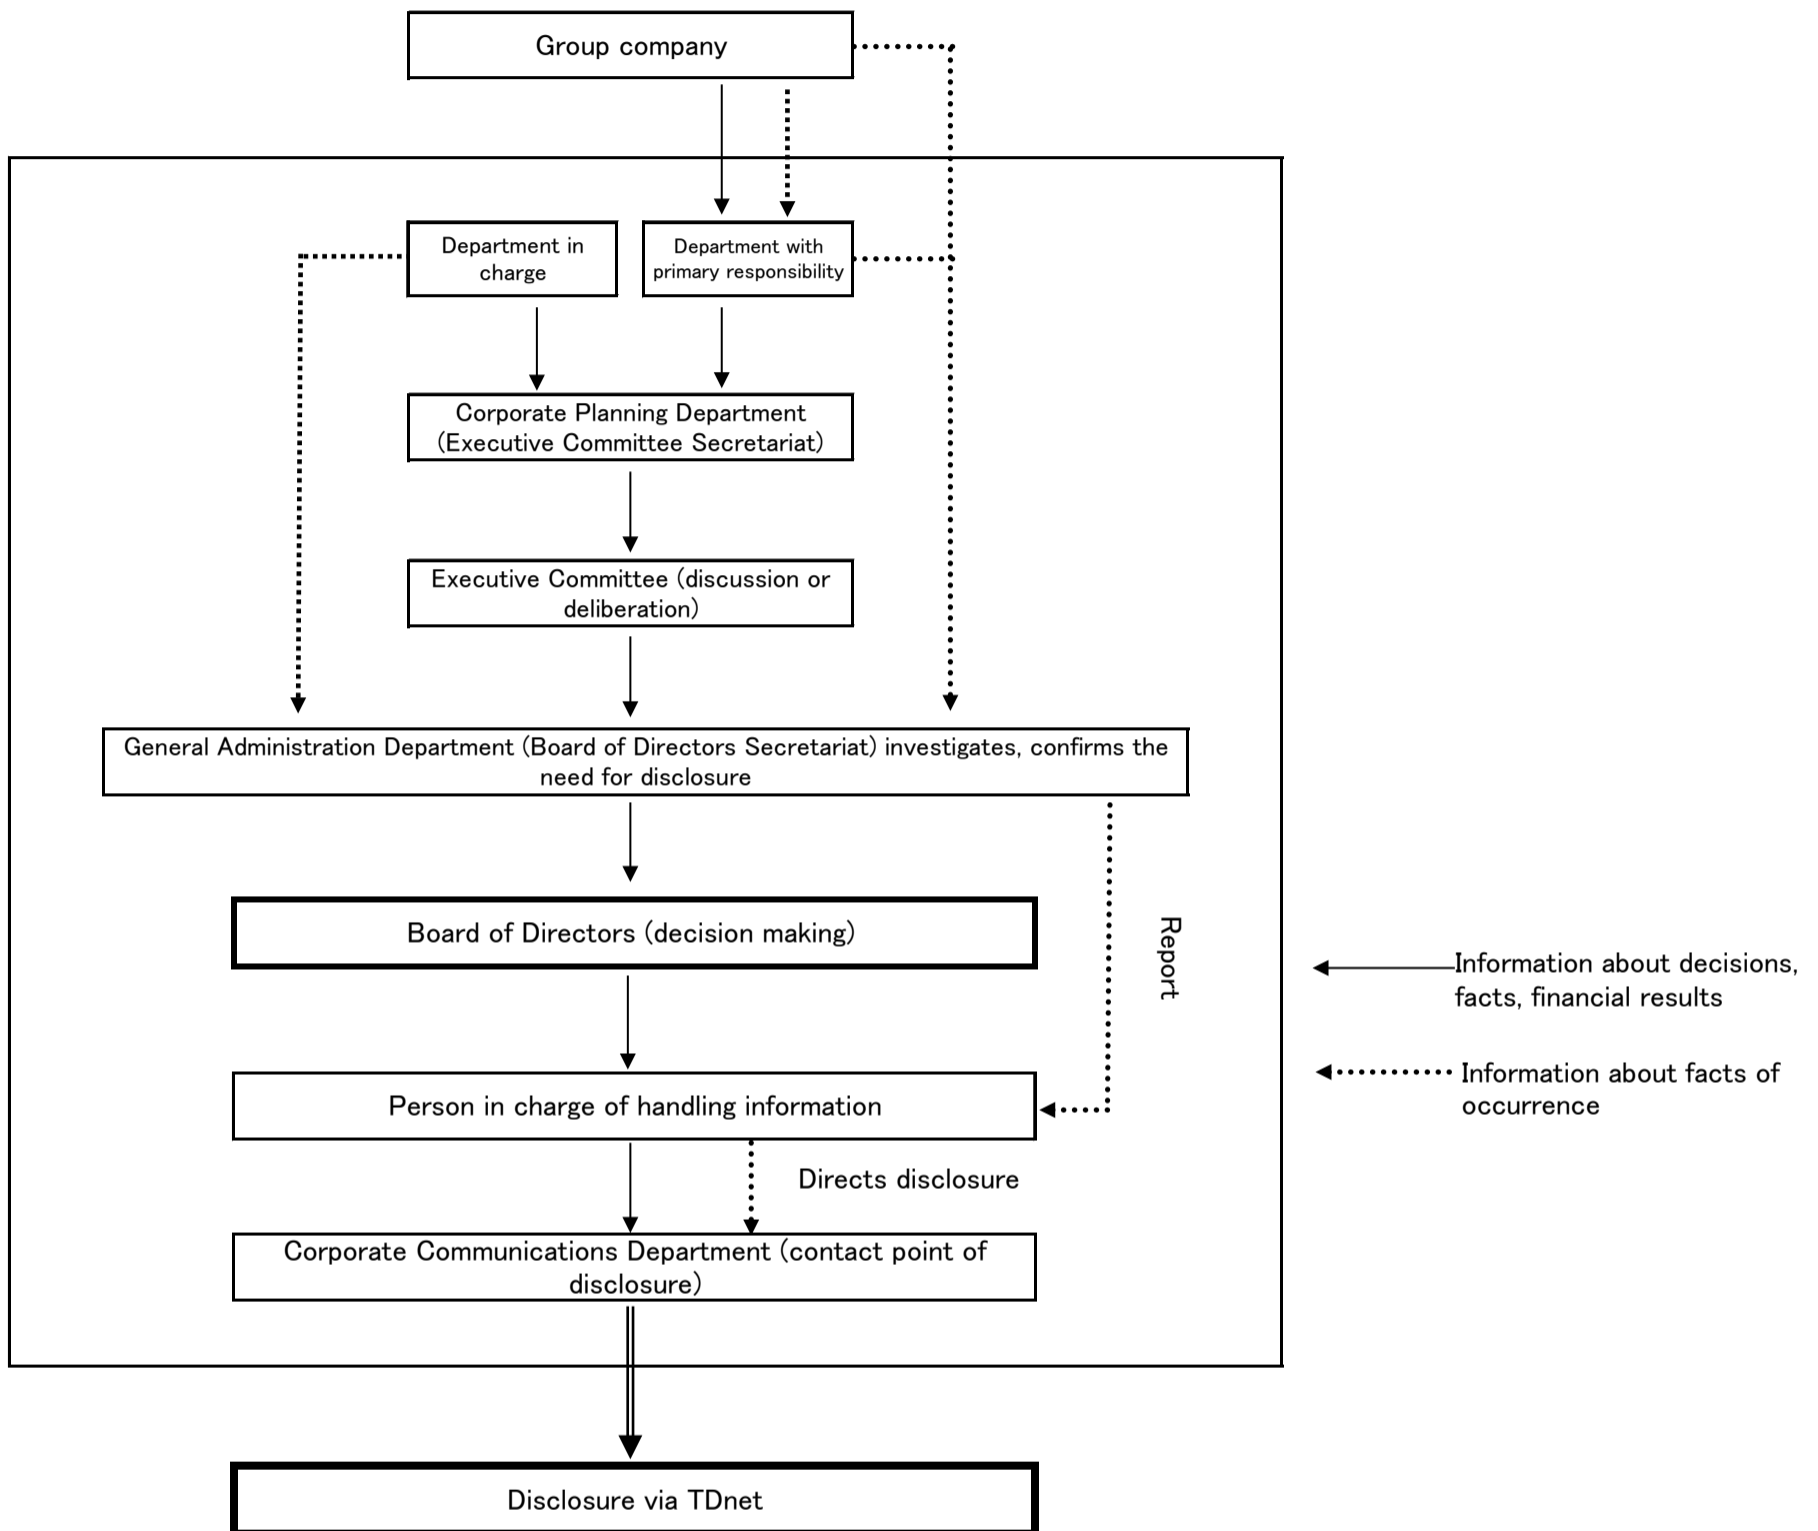 Group company
Department in
charge
Department with
primary responsibility
Corporate Planning Department
(Executive Committee Secretariat)
Executive Committee (discussion or
deliberation)
General Administration Department (Board of Directors Secretariat) investigates, confirms the
need for disclosure
Board of Directors (decision making)
Report
Information about decisions,
facts, financial results
Information about facts of
occurrence
Person in charge of handling information
Directs disclosure
Corporate Communications Department (contact point of
disclosure)
Disclosure via TDnet